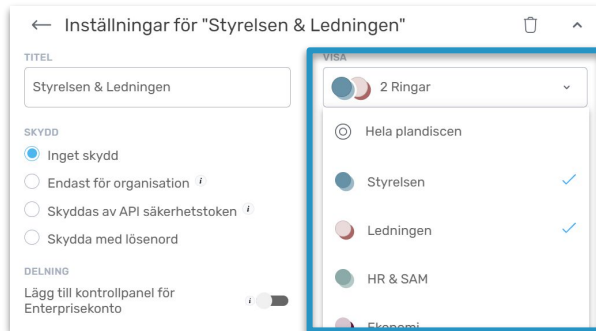 Inställningar för "Styrelsen & Ledningen"
TITEL
Styrelsen & Ledningen
SKYDD
Inget skydd
Endast för organisation i
Skyddas av API säkerhetstoken i
Skydda med lösenord
DELNING
Lägg till kontrollpanel för
Enterprisekonto i
VISA
2 Ringar
Hela plandiscen
Styrelsen
Ledningen
HR & SAM
Ekonomi